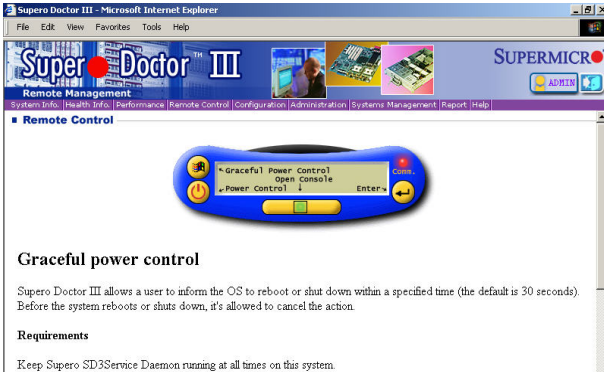 Supero Doctor III - Microsoft Internet Explorer
File Edit View Favorites Tools Help
Super Doctor™ III
Remote Management
SUPERMICR
ADMIN
System Info. Health Info. Performance Remote Control Configuration Administration Systems Management Report Help
Remote Control
Graceful Power Control
Open Console
Power Control ↓ Enter
Comm.
Graceful power control
Supero Doctor III allows a user to inform the OS to reboot or shut down within a specified time (the default is 30 seconds).
Before the system reboots or shuts down, it's allowed to cancel the action.
Requirements
Keep Supero SD3Service Daemon running at all times on this system.